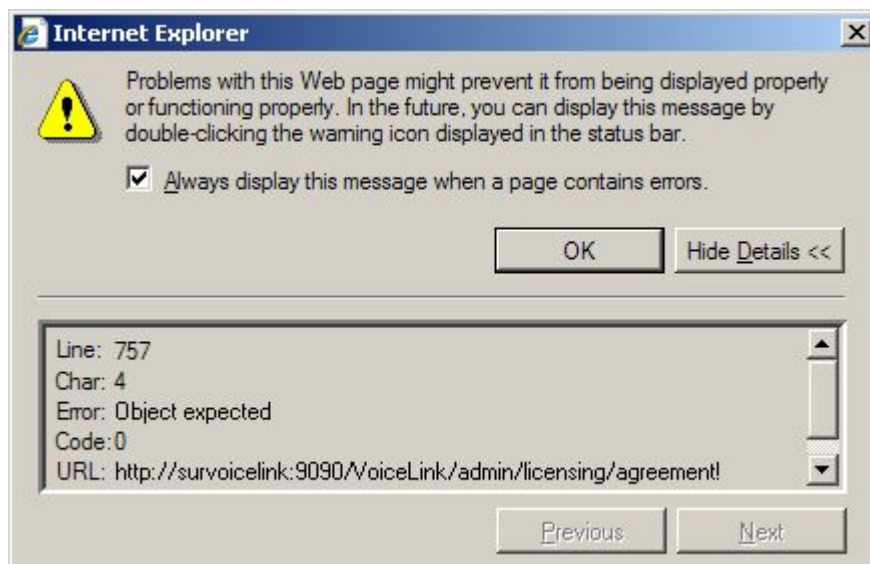 Internet Explorer
Problems with this Web page might prevent it from being displayed properly
or functioning properly. In the future, you can display this message by
double-clicking the warning icon displayed in the status bar.
Always display this message when a page contains errors.
OK
Hide Details <<
Line: 757
Char: 4
Error: Object expected
Code:0
URL: http://survoicelink:9090/VoiceLink/admin/licensing/agreement!
Previous
Next